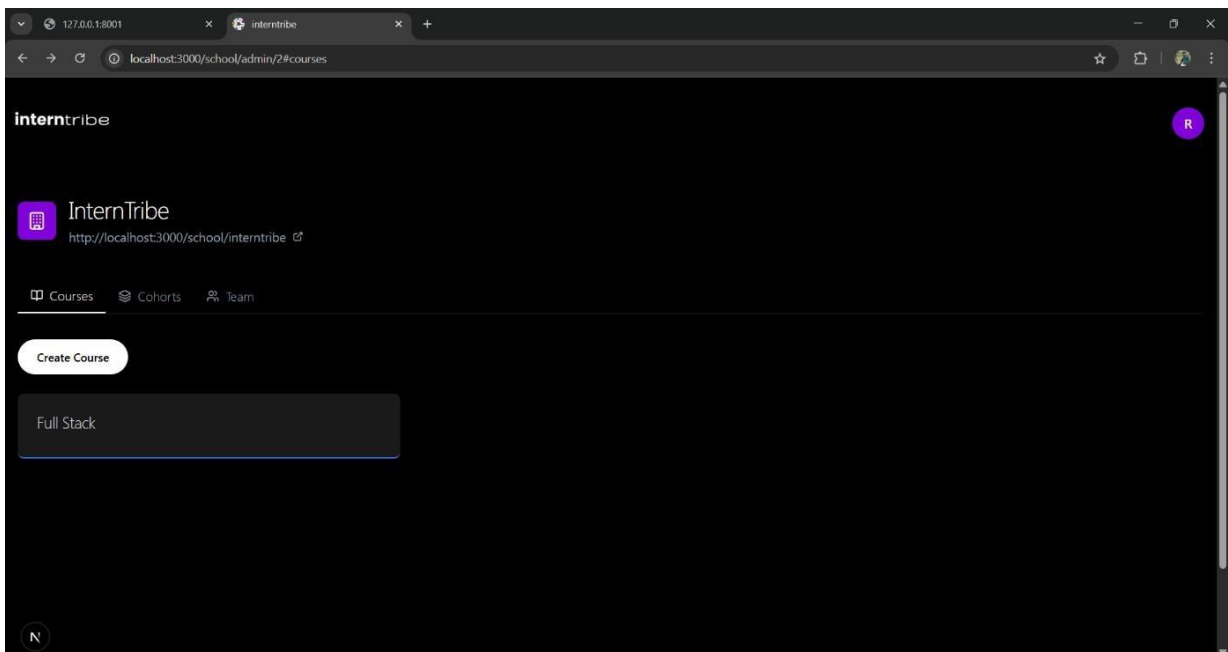 127.0.0.1:8001
interntribe
localhost:3000/school/admin/2#courses
interntribe
R
InternTribe
http://localhost:3000/school/interntribe
Courses Cohorts Team
Create Course
Full Stack
N